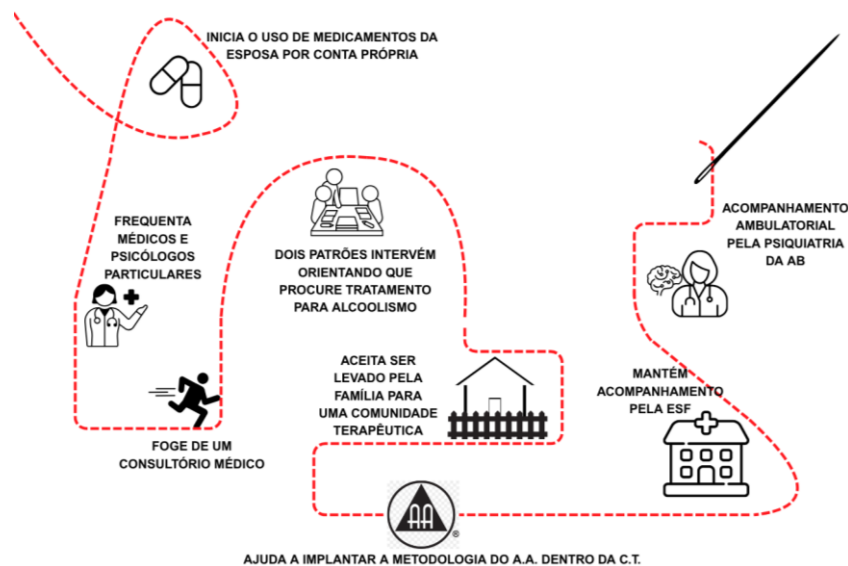 INICIA O USO DE MEDICAMENTOS DA
ESPOSA POR CONTA PRÓPRIA
FREQUENTA
MÉDICOS E
PSICÓLOGOS
PARTICULARES
FOGE DE UM
CONSULTÓRIO MÉDICO
DOIS PATRÕES INTERVÉM
ORIENTANDO QUE
PROCURE TRATAMENTO
PARA ALCOOLISMO
ACEITA SER
LEVADO PELA
FAMÍLIA PARA
UMA COMUNIDADE
TERAPÊUTICA
AA
®
AJUDA A IMPLANTAR A METODOLOGIA DO A.A. DENTRO DA C.T.
MANTÉM
ACOMPANHAMENTO
PELA ESF
ACOMPANHAMENTO
AMBULATORIAL
PELA PSIQUIATRIA
DA AB